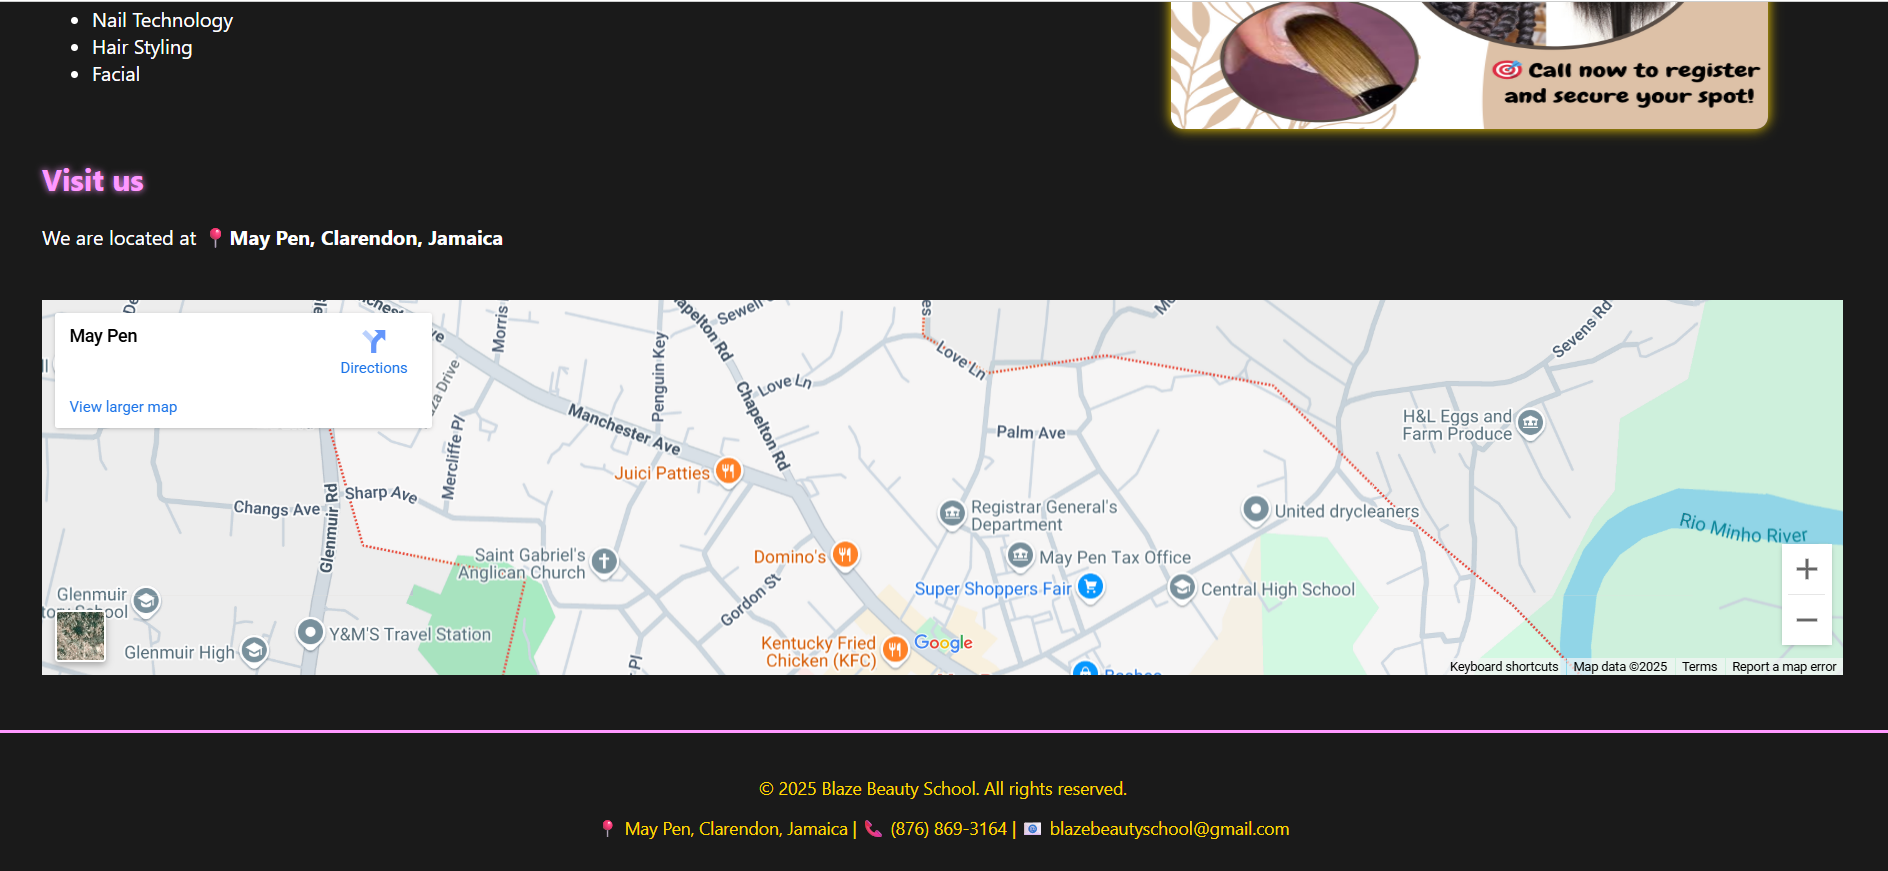 Nail Technology
Hair Styling
Facial
🎯 Call now to register
and secure your spot!
Visit us
We are located at 📍May Pen, Clarendon, Jamaica
May Pen
Directions
View larger map
Morris
Sewell
Chapelton Rd
Penguin Key
Love Ln
Love Ln
Sevens Rd
Manchester Ave
Chapelton Rd
Mercliffe Pl
Palm Ave
H&L Eggs and
Farm Produce
Juici Patties
Changs Ave
Sharp Ave
Glenmuir Rd
Registrar General's
Department
United drycleaners
Rio Minho River
Saint Gabriel's
Anglican Church
Domino's
May Pen Tax Office
Super Shoppers Fair
Central High School
Gordon St
Glenmuir
School
Y&M'S Travel Station
Glenmuir High
Kentucky Fried
Chicken (KFC)
Google
Pl
Keyboard shortcuts
Map data ©2025
Terms
Report a map error
© 2025 Blaze Beauty School. All rights reserved.
📍 May Pen, Clarendon, Jamaica | 📞 (876) 869-3164 | 📧 blazebeautyschool@gmail.com